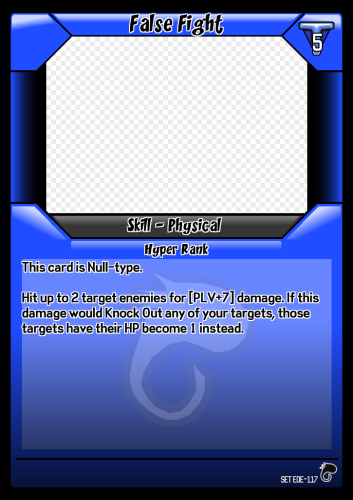 False Fight
5
Skill - Physical
Hyper Rank
This card is Null-type.
Hit up to 2 target enemies for [PLV+7] damage. If this
damage would Knock Out any of your targets, those
targets have their HP become 1 instead.
SET EDE-117